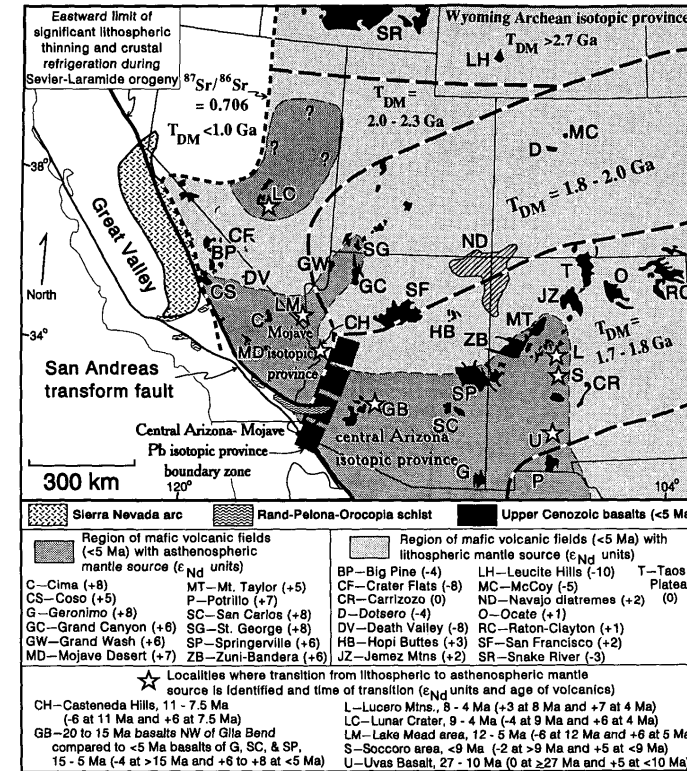 Eastward limit of
significant lithospheric
thinning and crustal
refrigeration during
Sevier-Laramide orogeny
Wyoming Archean isotopic province
SR
LH
TDM >2.7 Ga
87Sr/86Sr
= 0.706
TDM <1.0 Ga
TDM =
2.0 - 2.3 Ga
?
?
?
MC
D
38°
TDM = 1.8 - 2.0 Ga
LC
Great Valley
CF
BP
SG
ND
GW
DV
GC
T
O
RC
CS
LM
SF
JZ
North
C
CH
HB
MT
Mojave
isotopic
province
ZB
TDM =
1.7 - 1.8 Ga
34°
MD
L
San Andreas
transform fault
S
CR
SP
GB
SC
Central Arizona- Mojave
Pb isotopic province
boundary zone
central Arizona
isotopic province
U
G
P
300 km
120°
104°
Sierra Nevada arc
Rand-Pelona-Orocopia schist
Upper Cenozoic basalts (<5 Ma
Region of mafic volcanic fields
(<5 Ma) with asthenospheric
mantle source (εNd units)
C—Cima (+8)
CS—Coso (+5)
G—Geronimo (+8)
GC—Grand Canyon (+6)
GW—Grand Wash (+6)
MD—Mojave Desert (+7)
MT—Mt. Taylor (+5)
P—Potrillo (+7)
SC—San Carlos (+8)
SG—St. George (+8)
SP—Springerville (+6)
ZB—Zuni-Bandera (+6)
Region of mafic volcanic fields (<5 Ma) with
lithospheric mantle source (εNd units)
BP—Big Pine (-4)
CF—Crater Flats (-8)
CR—Carrizozo (0)
D—Dotsero (-4)
DV—Death Valley (-8)
HB—Hopi Buttes (+3)
JZ—Jemez Mtns (+2)
LH—Leucite Hills (-10)
MC—McCoy (-5)
ND—Navajo diatremes (+2)
O—Ocate (+1)
RC—Raton-Clayton (+1)
SF—San Francisco (+2)
SR—Snake River (-3)
T—Taos
Platea
(0)
Localities where transition from lithospheric to asthenospheric mantle
source is identified and time of transition (εNd units and age of volcanics)
CH—Casteneda Hills, 11 - 7.5 Ma
(-6 at 11 Ma and +6 at 7.5 Ma)
GB—20 to 15 Ma basalts NW of Gila Bend
compared to <5 Ma basalts of G, SC, & SP,
15 - 5 Ma (-4 at >15 Ma and +6 to +8 at <5 Ma)
L—Lucero Mtns., 8 - 4 Ma (+3 at 8 Ma and +7 at 4 Ma)
LC—Lunar Crater, 9 - 4 Ma (-4 at 9 Ma and +6 at 4 Ma)
LM—Lake Mead area, 12 - 5 Ma (-6 at 12 Ma and +6 at 5 Ma
S—Soccoro area, <9 Ma (-2 at >9 Ma and +5 at <9 Ma)
U—Uvas Basalt, 27 - 10 Ma (0 at ≥27 Ma and +5 at <10 Ma)